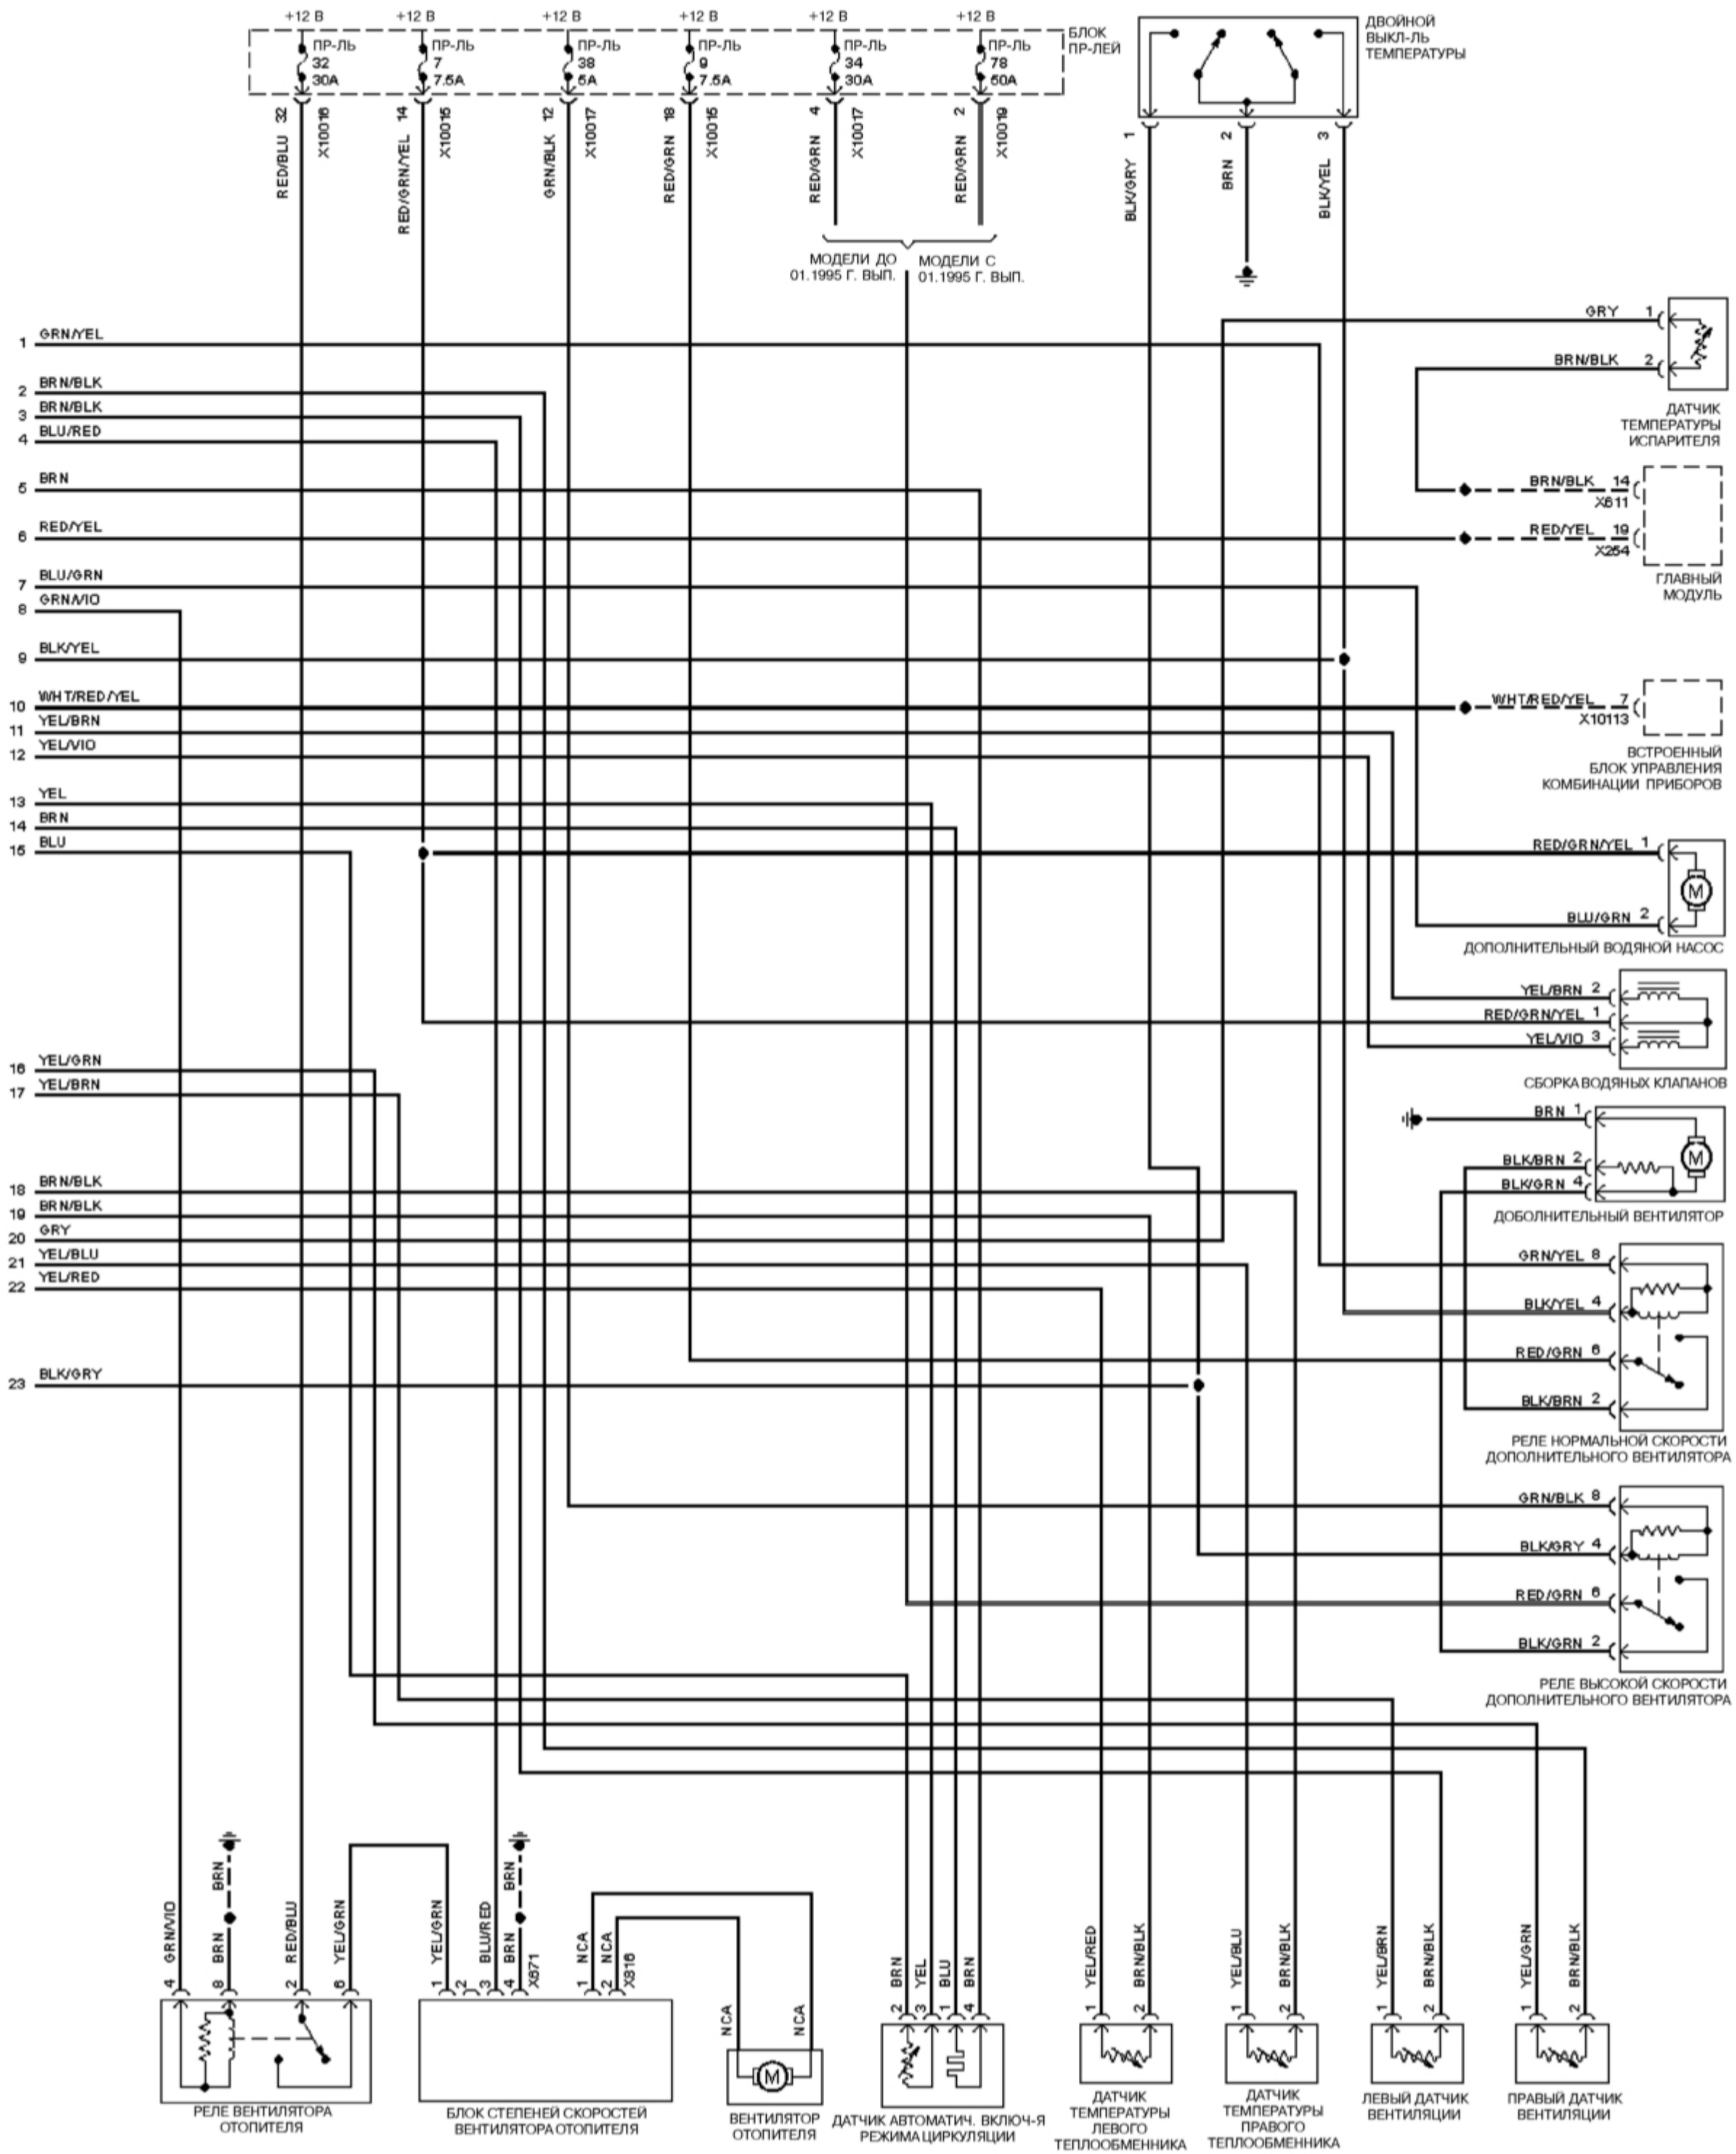 +12 В +12 В +12 В +12 В +12 В +12 В
БЛОК
ПР-ЛЕЙ
ПР-ЛЬ
32
30А
ПР-ЛЬ
7
7.5А
ПР-ЛЬ
38
5А
ПР-ЛЬ
9
7.5А
ПР-ЛЬ
34
30А
ПР-ЛЬ
78
50А
ДВОЙНОЙ
ВЫКЛ-ЛЬ
ТЕМПЕРАТУРЫ
RED/BLU 32
X10016
RED/GRN/YEL 14
X10015
GRN/BLK 12
X10017
RED/GRN 18
X10015
RED/GRN 4
X10017
RED/GRN 2
X10019
BLK/GRY 1
BRN 2
BLK/YEL 3
МОДЕЛИ ДО
01.1995 Г. ВЫП.
МОДЕЛИ С
01.1995 Г. ВЫП.
1 GRN/YEL
2 BRN/BLK
3 BRN/BLK
4 BLU/RED
5 BRN
6 RED/YEL
7 BLU/GRN
8 GRN/VIO
9 BLK/YEL
10 WHT/RED/YEL
11 YEL/BRN
12 YEL/VIO
13 YEL
14 BRN
15 BLU
16 YEL/GRN
17 YEL/BRN
18 BRN/BLK
19 BRN/BLK
20 GRY
21 YEL/BLU
22 YEL/RED
23 BLK/GRY
GRY 1
BRN/BLK 2
ДАТЧИК
ТЕМПЕРАТУРЫ
ИСПАРИТЕЛЯ
BRN/BLK 14
X611
RED/YEL 19
X254
ГЛАВНЫЙ
МОДУЛЬ
WHT/RED/YEL 7
X10113
ВСТРОЕННЫЙ
БЛОК УПРАВЛЕНИЯ
КОМБИНАЦИИ ПРИБОРОВ
RED/GRN/YEL 1
M
BLU/GRN 2
ДОПОЛНИТЕЛЬНЫЙ ВОДЯНОЙ НАСОС
YEL/BRN 2
RED/GRN/YEL 1
YEL/VIO 3
СБОРКА ВОДЯНЫХ КЛАПАНОВ
BRN 1
BLK/BRN 2
M
BLK/GRN 4
ДОБОЛНИТЕЛЬНЫЙ ВЕНТИЛЯТОР
GRN/YEL 8
BLK/YEL 4
RED/GRN 6
BLK/BRN 2
РЕЛЕ НОРМАЛЬНОЙ СКОРОСТИ
ДОПОЛНИТЕЛЬНОГО ВЕНТИЛЯТОРА
GRN/BLK 8
BLK/GRY 4
RED/GRN 6
BLK/GRN 2
РЕЛЕ ВЫСОКОЙ СКОРОСТИ
ДОПОЛНИТЕЛЬНОГО ВЕНТИЛЯТОРА
4 GRN/VIO
BRN
8 BRN
2 RED/BLU
6 YEL/GRN
РЕЛЕ ВЕНТИЛЯТОРА
ОТОПИТЕЛЯ
1 YEL/GRN
2
3 BLU/RED
BRN
4 BRN
X671
1 NCA
2 NCA
X816
БЛОК СТЕПЕНЕЙ СКОРОСТЕЙ
ВЕНТИЛЯТОРА ОТОПИТЕЛЯ
NCA
NCA
M
ВЕНТИЛЯТОР
ОТОПИТЕЛЯ
2 BRN
3 YEL
1 BLU
4 BRN
ДАТЧИК АВТОМАТИЧ. ВКЛЮЧ-Я
РЕЖИМА ЦИРКУЛЯЦИИ
1 YEL/RED
2 BRN/BLK
ДАТЧИК
ТЕМПЕРАТУРЫ
ЛЕВОГО
ТЕПЛООБМЕННИКА
1 YEL/BLU
2 BRN/BLK
ДАТЧИК
ТЕМПЕРАТУРЫ
ПРАВОГО
ТЕПЛООБМЕННИКА
1 YEL/BRN
2 BRN/BLK
ЛЕВЫЙ ДАТЧИК
ВЕНТИЛЯЦИИ
1 YEL/GRN
2 BRN/BLK
ПРАВЫЙ ДАТЧИК
ВЕНТИЛЯЦИИ